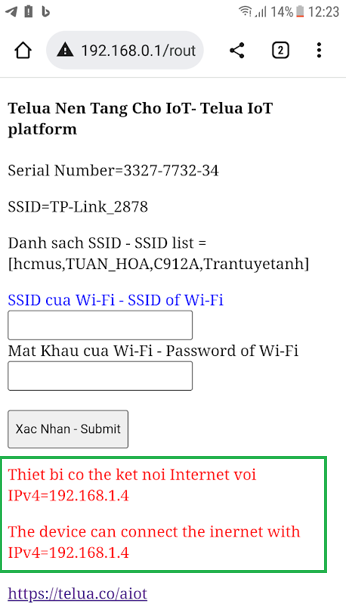 14% 12:23
192.168.0.1/rout
2
Telua Nen Tang Cho IoT- Telua IoT
platform
Serial Number=3327-7732-34
SSID=TP-Link_2878
Danh sach SSID - SSID list =
[hcmus,TUAN_HOA,C912A,Trantuyetanh]
SSID cua Wi-Fi - SSID of Wi-Fi
Mat Khau cua Wi-Fi - Password of Wi-Fi
Xac Nhan - Submit
Thiet bi co the ket noi Internet voi
IPv4=192.168.1.4
The device can connect the inernet with
IPv4=192.168.1.4
https://telua.co/aiot